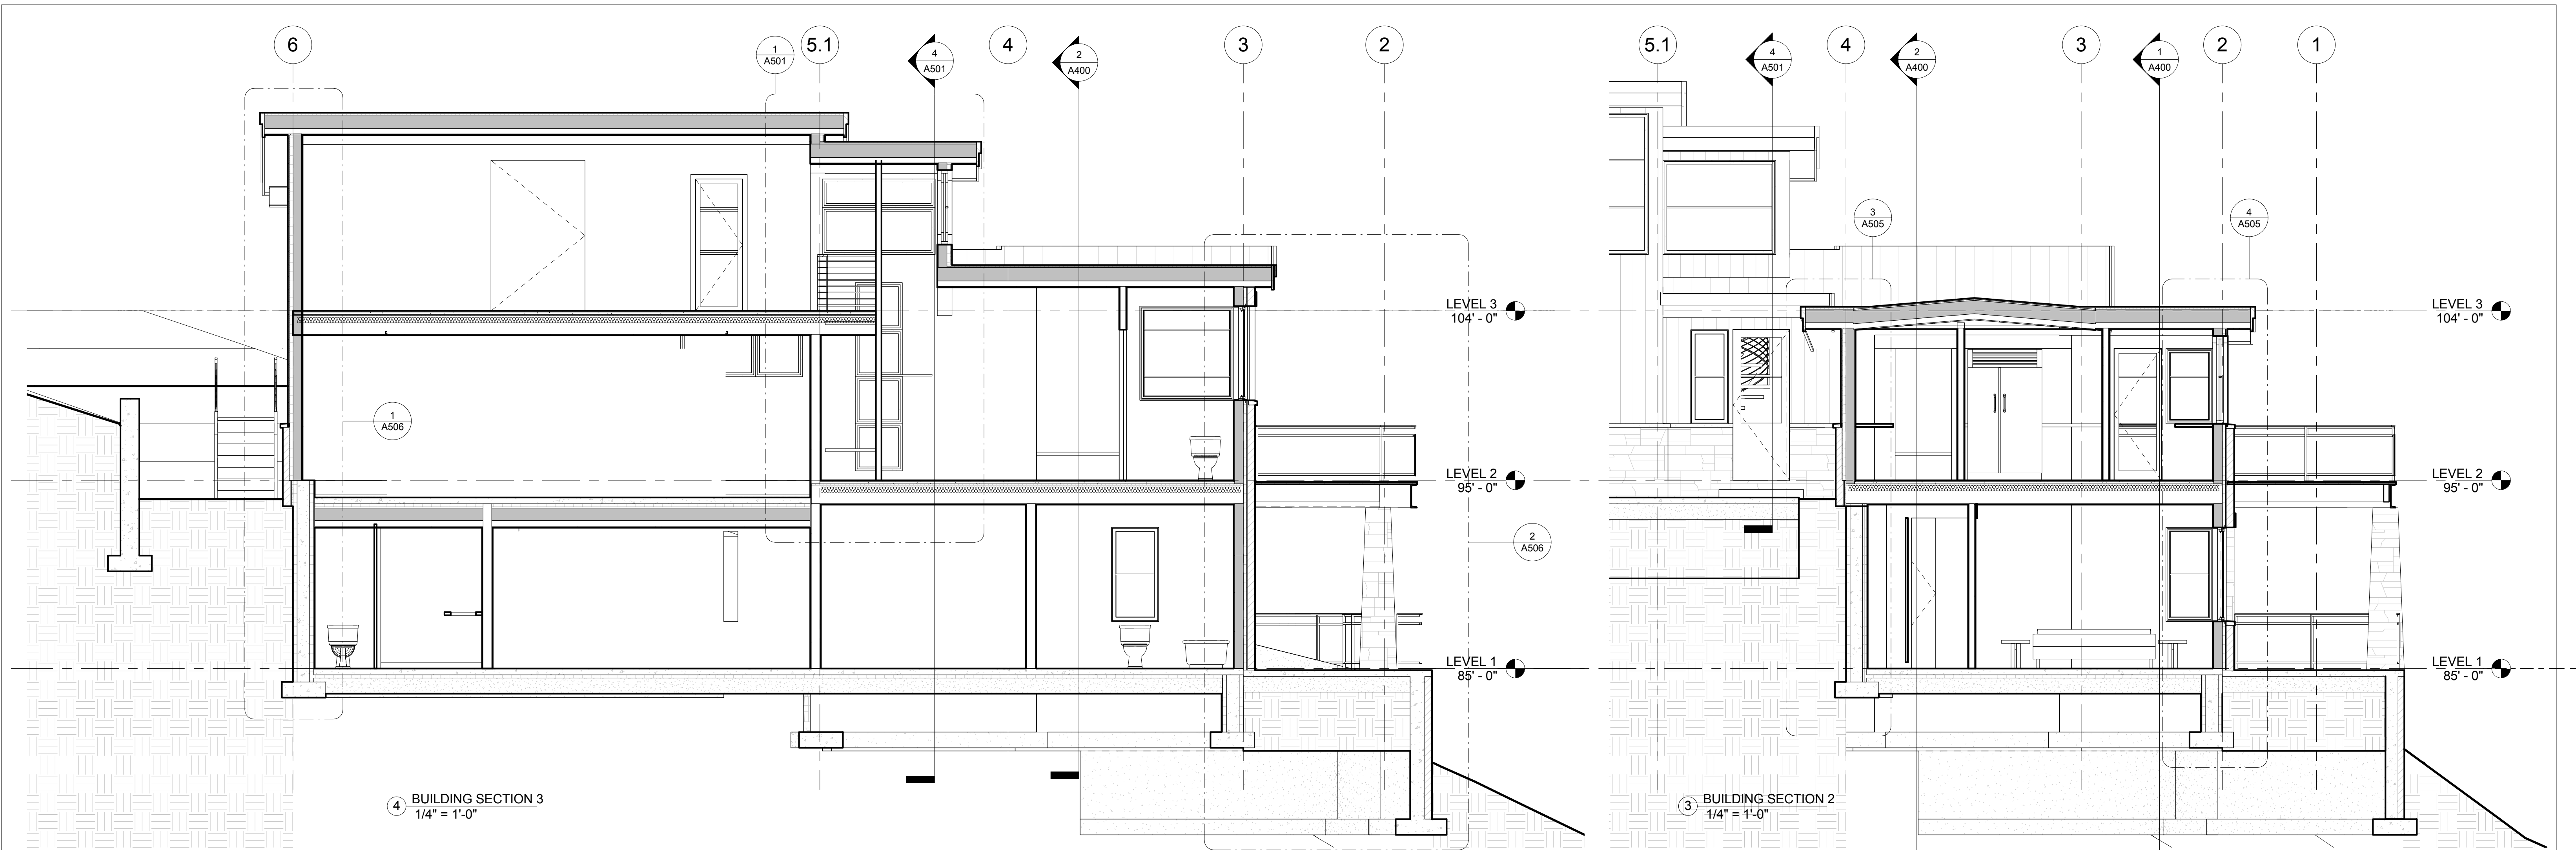 6
1
A501
5.1
4
A501
4
2
A400
3
2
5.1
4
A501
4
2
A400
3
1
A400
2
1
3
A505
4
A505
LEVEL 3
104' - 0"
LEVEL 3
104' - 0"
1
A506
LEVEL 2
95' - 0"
LEVEL 2
95' - 0"
2
A506
LEVEL 1
85' - 0"
LEVEL 1
85' - 0"
4 BUILDING SECTION 3
1/4" = 1'-0"
3 BUILDING SECTION 2
1/4" = 1'-0"